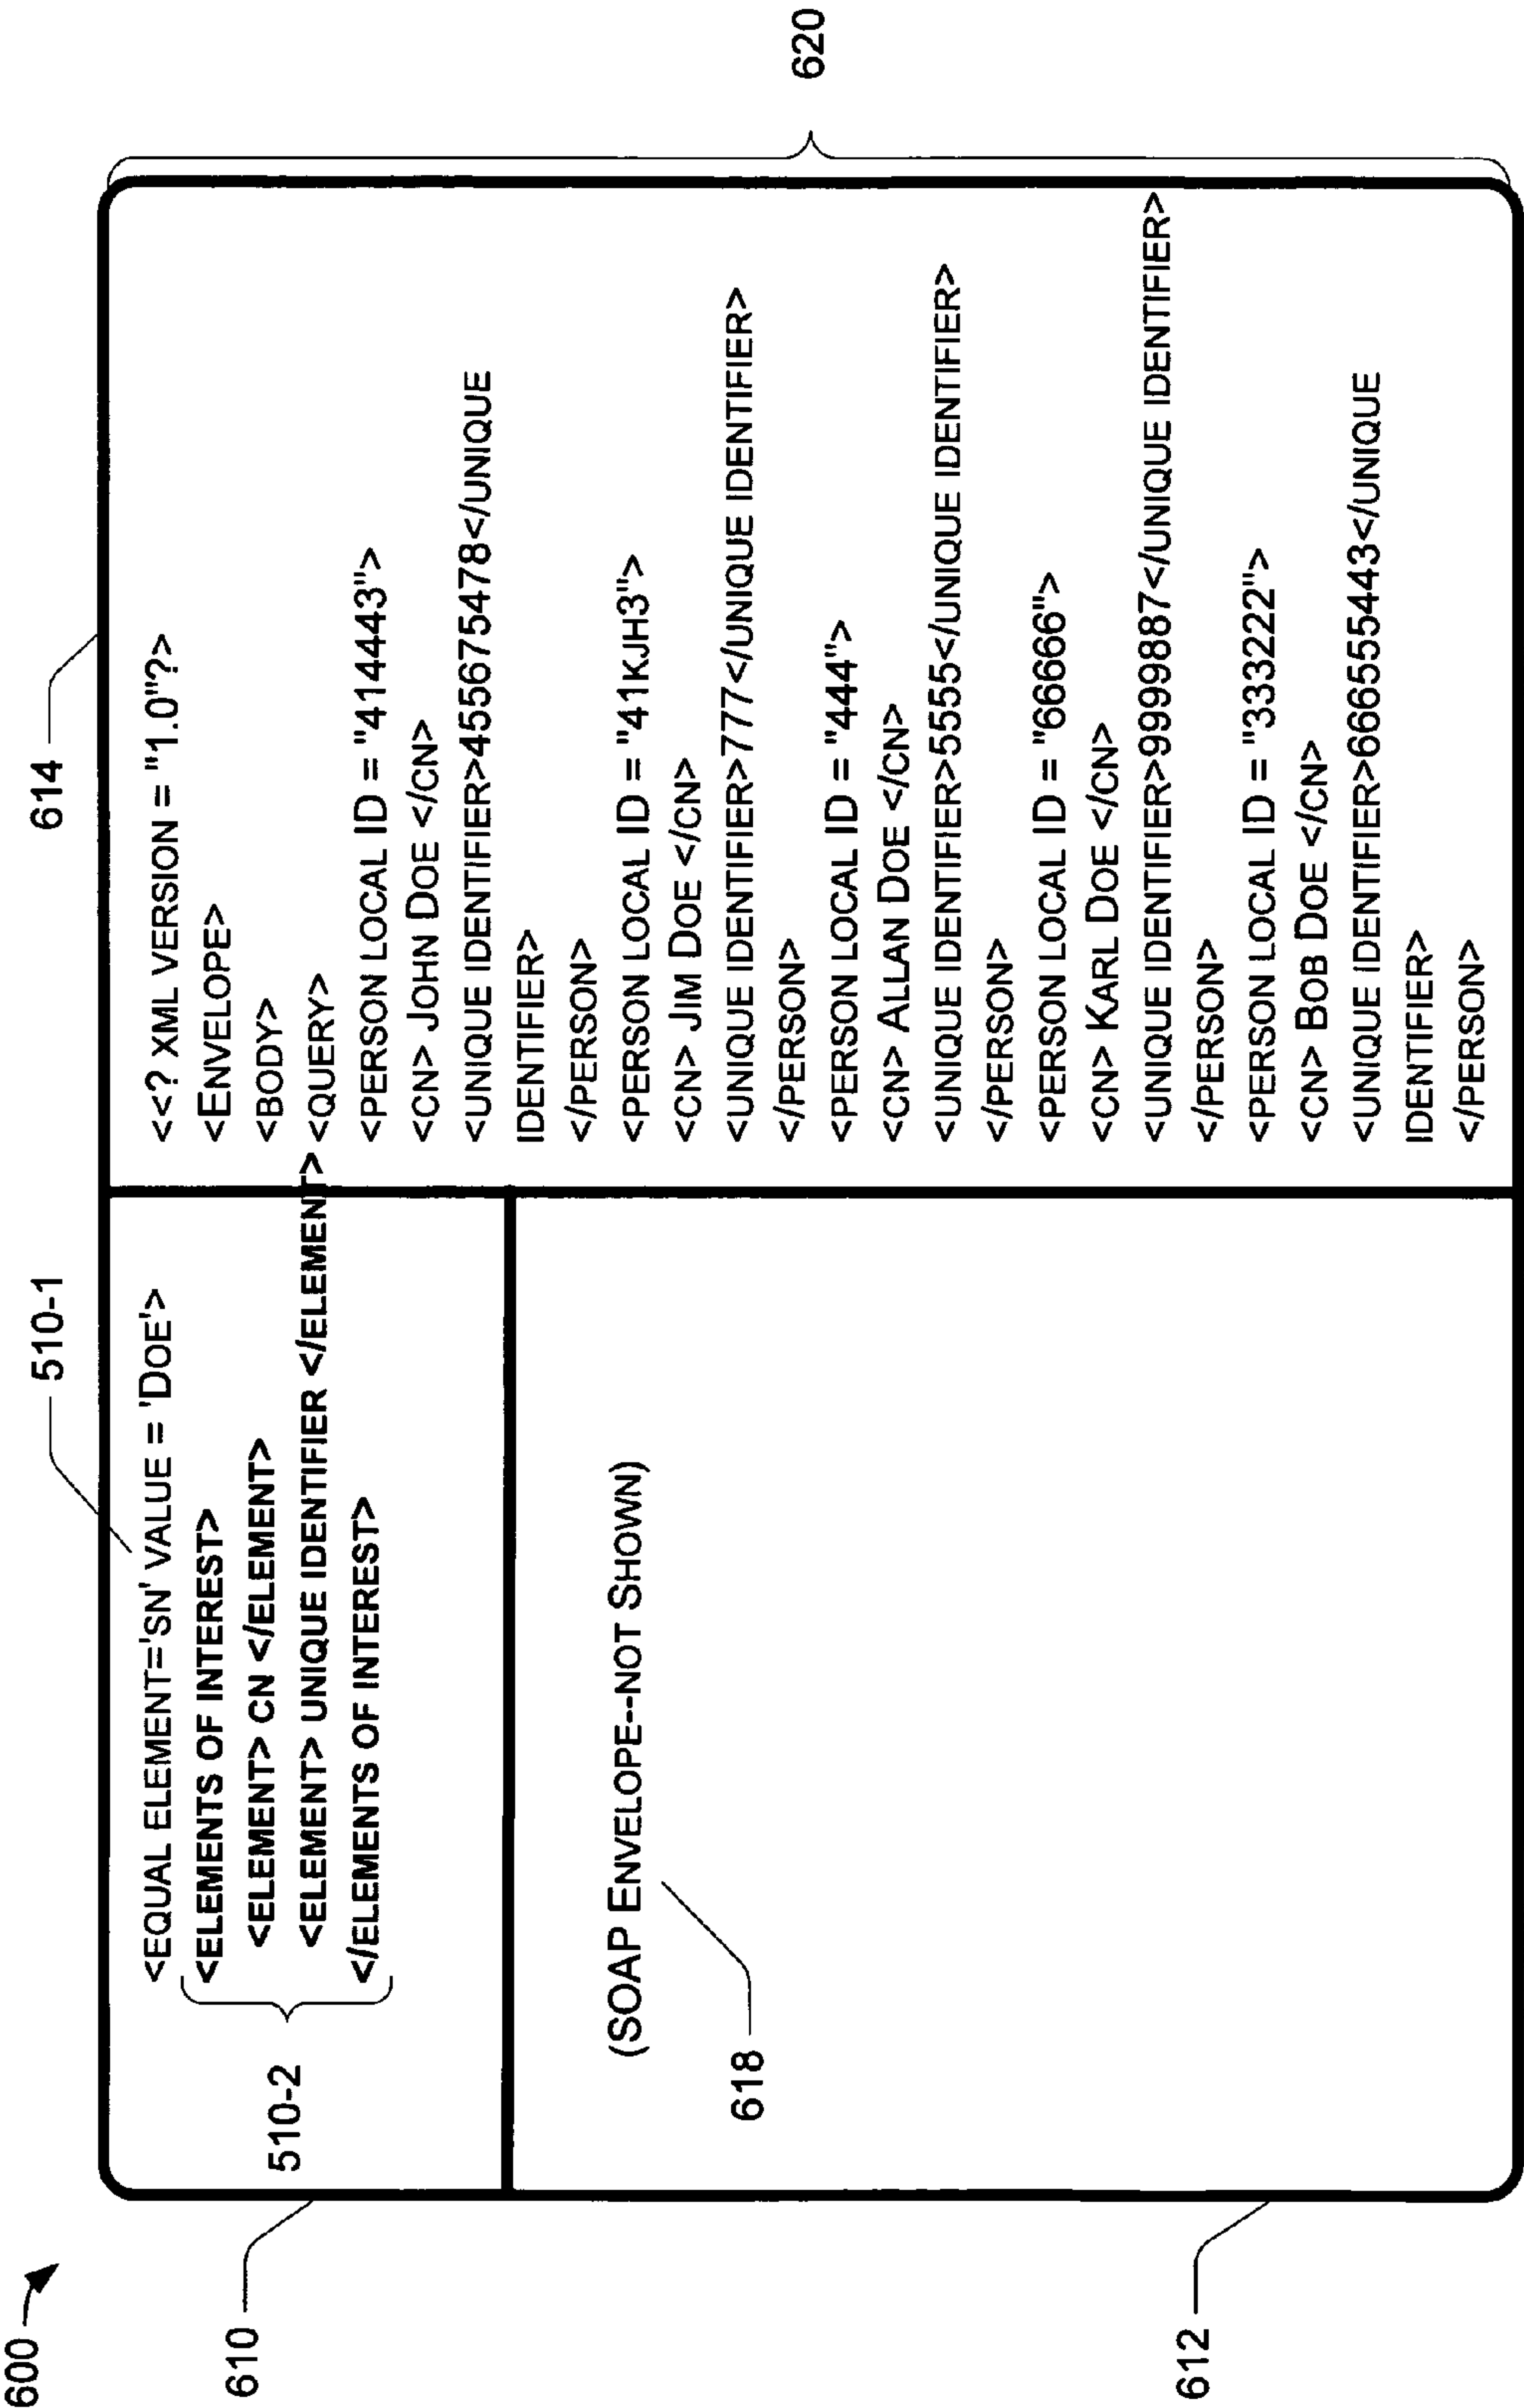 600
610
510-2
510-1
<EQUAL ELEMENT='SN' VALUE = 'DOE'>
<ELEMENTS OF INTEREST>
<ELEMENT> CN </ELEMENT>
<ELEMENT> UNIQUE IDENTIFIER </ELEMENT>
</ELEMENTS OF INTEREST>
612
618
(SOAP ENVELOPE--NOT SHOWN)
614
<<? XML VERSION = "1.0"?>
<ENVELOPE>
<BODY>
<QUERY>
<PERSON LOCAL ID = "414443">
<CN> JOHN DOE </CN>
<UNIQUE IDENTIFIER>455675478</UNIQUE
IDENTIFIER>
</PERSON>
<PERSON LOCAL ID = "41KJH3">
<CN> JIM DOE </CN>
<UNIQUE IDENTIFIER>777</UNIQUE IDENTIFIER>
</PERSON>
<PERSON LOCAL ID = "444">
<CN> ALLAN DOE </CN>
<UNIQUE IDENTIFIER>5555</UNIQUE IDENTIFIER>
</PERSON>
<PERSON LOCAL ID = "66666">
<CN> KARL DOE </CN>
<UNIQUE IDENTIFIER>9999887</UNIQUE IDENTIFIER>
</PERSON>
<PERSON LOCAL ID = "333222">
<CN> BOB DOE </CN>
<UNIQUE IDENTIFIER>666555443</UNIQUE
IDENTIFIER>
</PERSON>
620